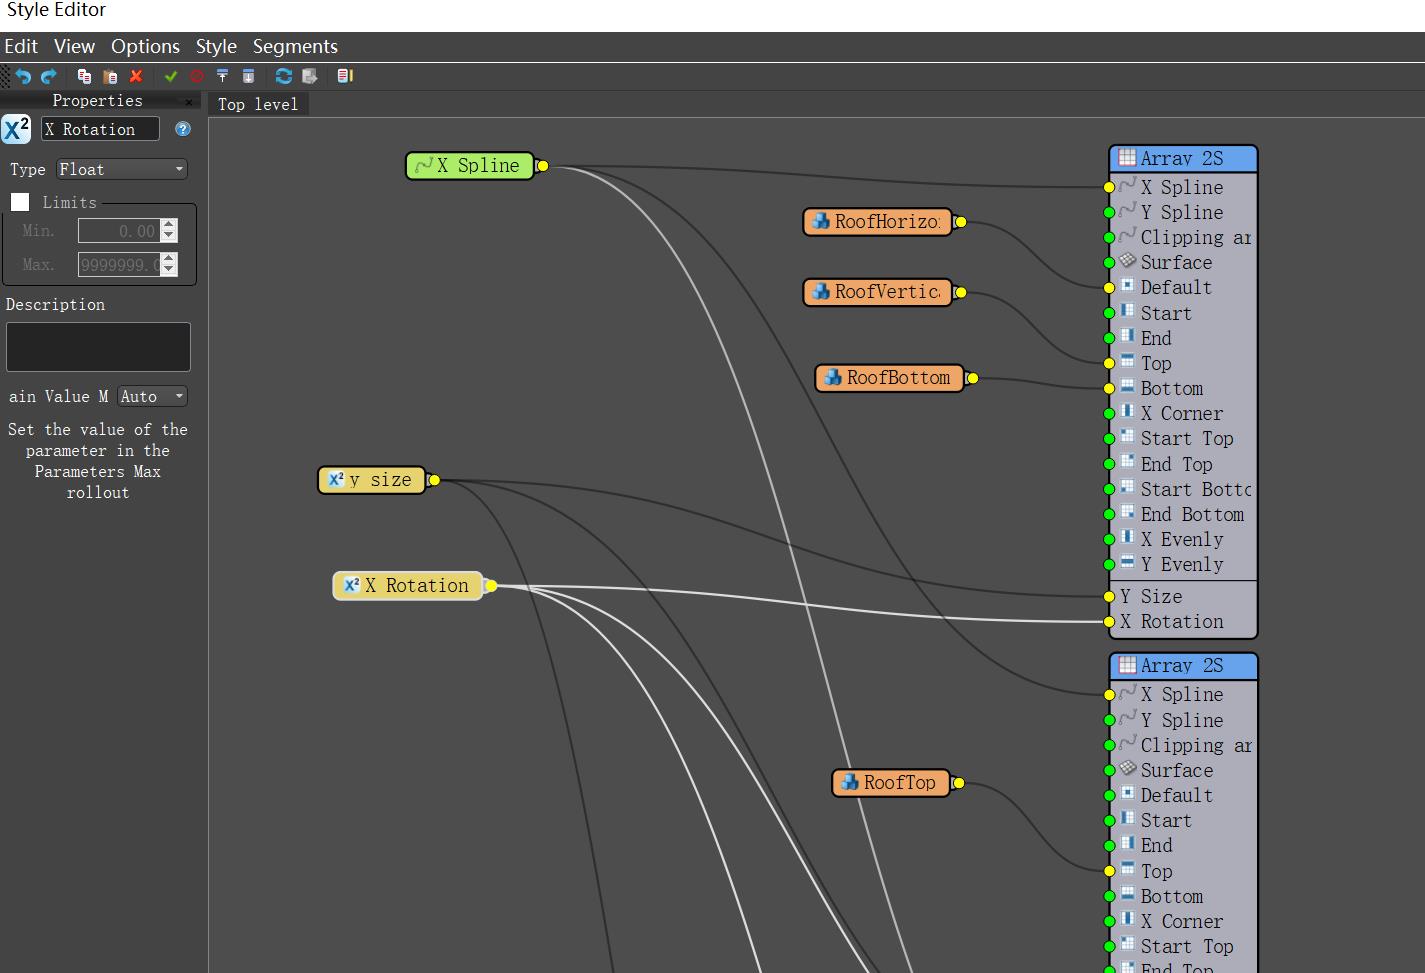 Style Editor
Edit View Options Style Segments
Properties
Top level
X Rotation
Type Float
Limits
Min. 0.00
Max. 9999999.0
Description
ain Value M Auto
Set the value of the
parameter in the
Parameters Max
rollout
X Spline
RoofHorizo
RoofVertic
RoofBottom
y size
X Rotation
RoofTop
Array 2S
X Spline
Y Spline
Clipping ar
Surface
Default
Start
End
Top
Bottom
X Corner
Start Top
End Top
Start Botto
End Bottom
X Evenly
Y Evenly
Y Size
X Rotation
Array 2S
X Spline
Y Spline
Clipping ar
Surface
Default
Start
End
Top
Bottom
X Corner
Start Top
End Top